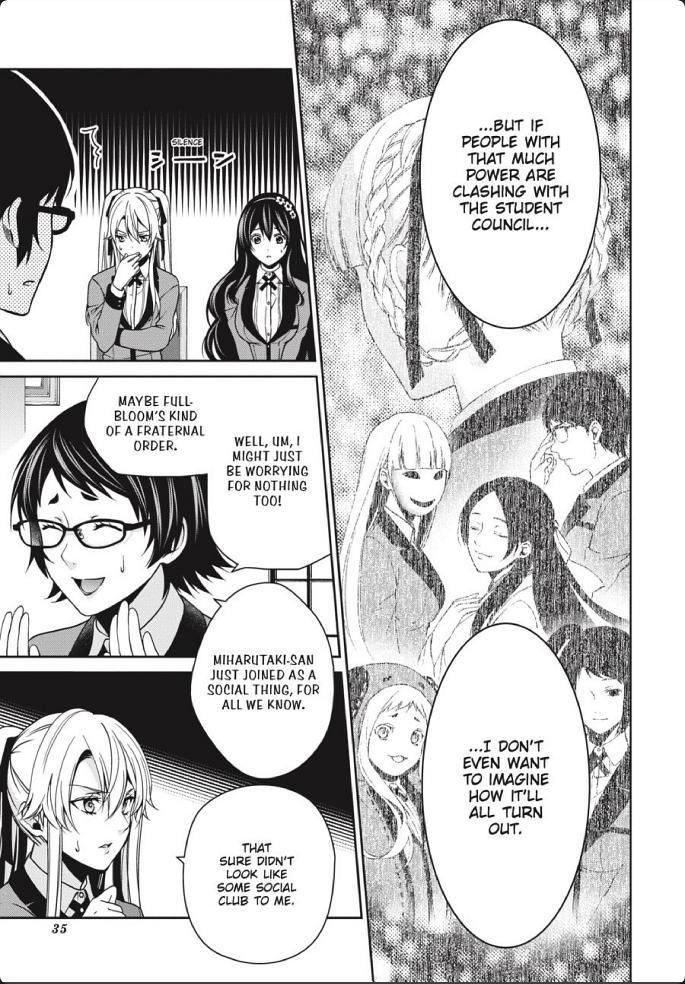 ...BUT IF
PEOPLE WITH
THAT MUCH
POWER ARE
CLASHING WITH
THE STUDENT
COUNCIL...
...I DON'T
EVEN WANT
TO IMAGINE
HOW IT'LL
ALL TURN
OUT.
SILENCE
シーン
WELL, UM, I
MIGHT JUST
BE WORRYING
FOR NOTHING
TOO!
MAYBE FULL-
BLOOM'S KIND
OF A FRATERNAL
ORDER.
MIHARUTAKI-SAN
JUST JOINED AS A
SOCIAL THING, FOR
ALL WE KNOW.
THAT
SURE DIDN'T
LOOK LIKE
SOME SOCIAL
CLUB TO ME.
35